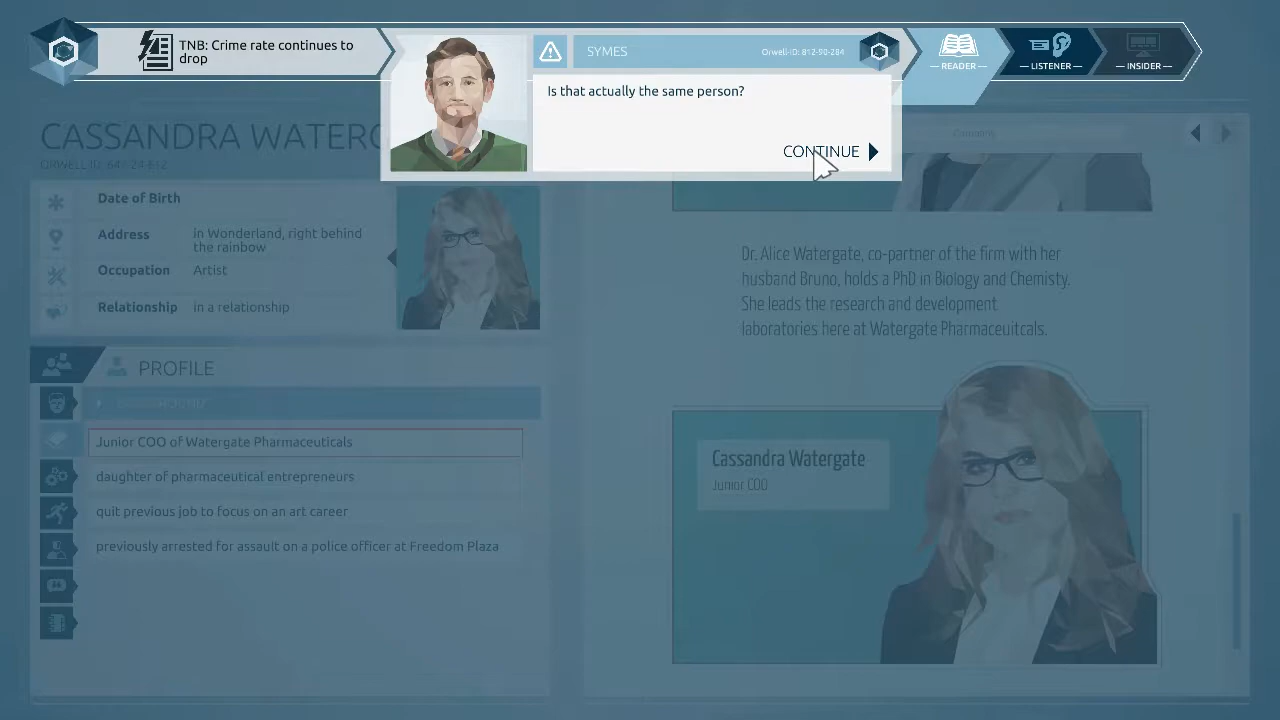 TNB: Crime rate continues to
drop
SYMES
Orwell-ID: 812-90-284
Is that actually the same person?
CONTINUE
READER
LISTENER
INSIDER
CASSANDRA WATERG
ORWELL ID:
Date of Birth
Address
in Wonderland, right behind
the rainbow
Occupation
Artist
Relationship
in a relationship
PROFILE
BACKGROUND
Junior COO of Watergate Pharmaceuticals
daughter of pharmaceutical entrepreneurs
quit previous job to focus on an art career
previously arrested for assault on a police officer at Freedom Plaza
Dr. Alice Watergate, co-partner of the firm with her
husband Bruno, holds a PhD in Biology and Chemisty.
She leads the research and development
laboratories here at Watergate Pharmaceuitcals.
Cassandra Watergate
Junior COO